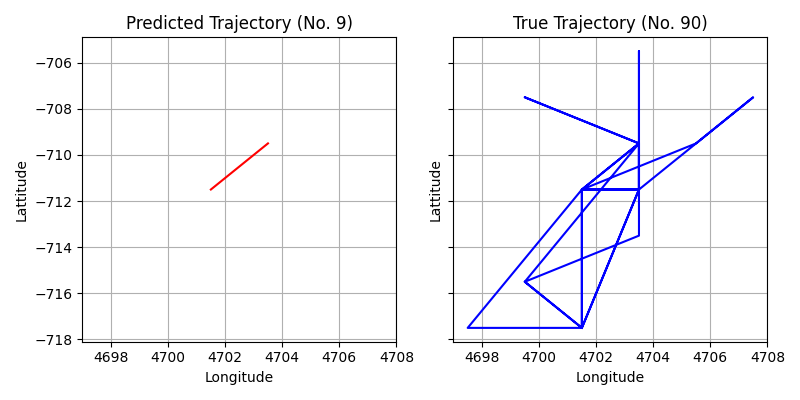 Predicted Trajectory (No. 9)
True Trajectory (No. 90)
−706
−708
−710
−712
−714
−716
−718
Lattitude
Lattitude
4698 4700 4702 4704 4706 4708
4698 4700 4702 4704 4706 4708
Longitude
Longitude